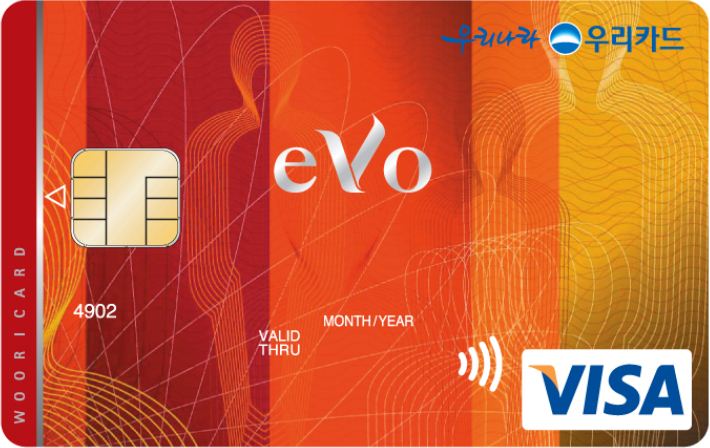 우리나라 우리카드
eVo
4902
MONTH/YEAR
VALID
THRU
VISA
WOORICARD